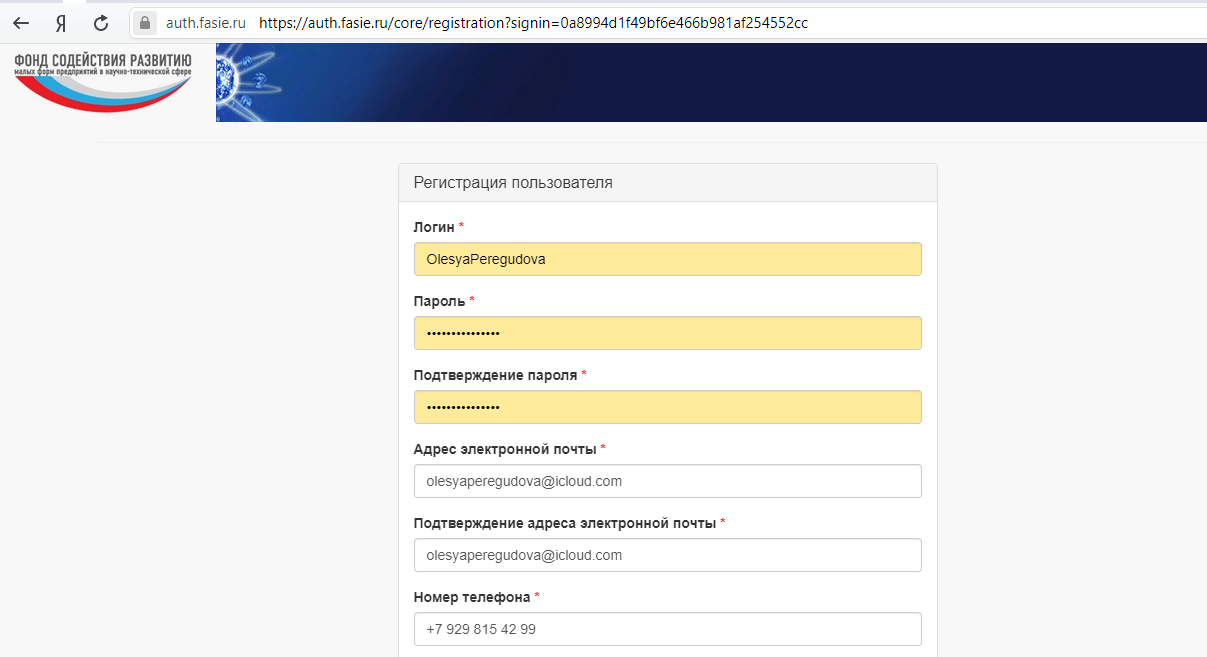 auth.fasie.ru https://auth.fasie.ru/core/registration?signin=0a8994d1f49bf6e466b981af254552cc
ФОНД СОДЕЙСТВИЯ РАЗВИТИЮ
малых форм предприятий в научно-технической сфере
Регистрация пользователя
Логин *
OlesyaPeregudova
Пароль *
•••••••••••••••
Подтверждение пароля *
•••••••••••••••
Адрес электронной почты *
olesyaperegudova@icloud.com
Подтверждение адреса электронной почты *
olesyaperegudova@icloud.com
Номер телефона *
+7 929 815 42 99